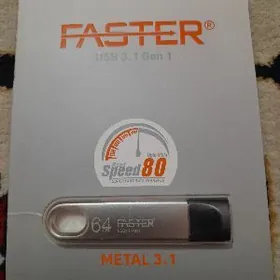 FASTER®
USB 3.1 Gen 1
Speed 80
64 FASTER®
METAL 3.1